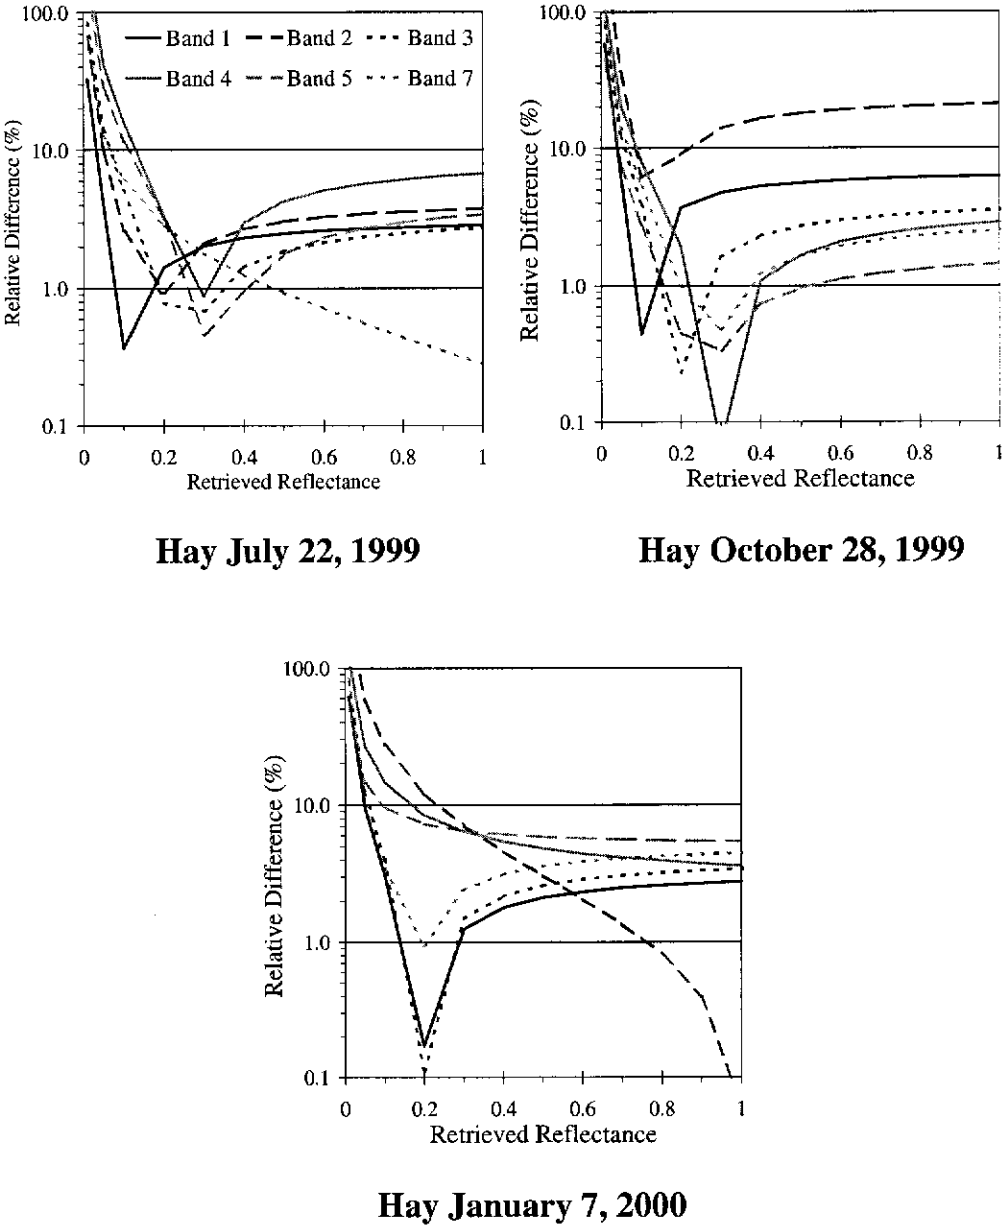 100.0
10.0
1.0
0.1
Relative Difference (%)
Band 1 Band 2 Band 3
Band 4 Band 5 Band 7
0 0.2 0.4 0.6 0.8 1
Retrieved Reflectance
Hay July 22, 1999
100.0
10.0
1.0
0.1
Relative Difference (%)
0 0.2 0.4 0.6 0.8 1
Retrieved Reflectance
Hay October 28, 1999
100.0
10.0
1.0
0.1
Relative Difference (%)
0 0.2 0.4 0.6 0.8 1
Retrieved Reflectance
Hay January 7, 2000